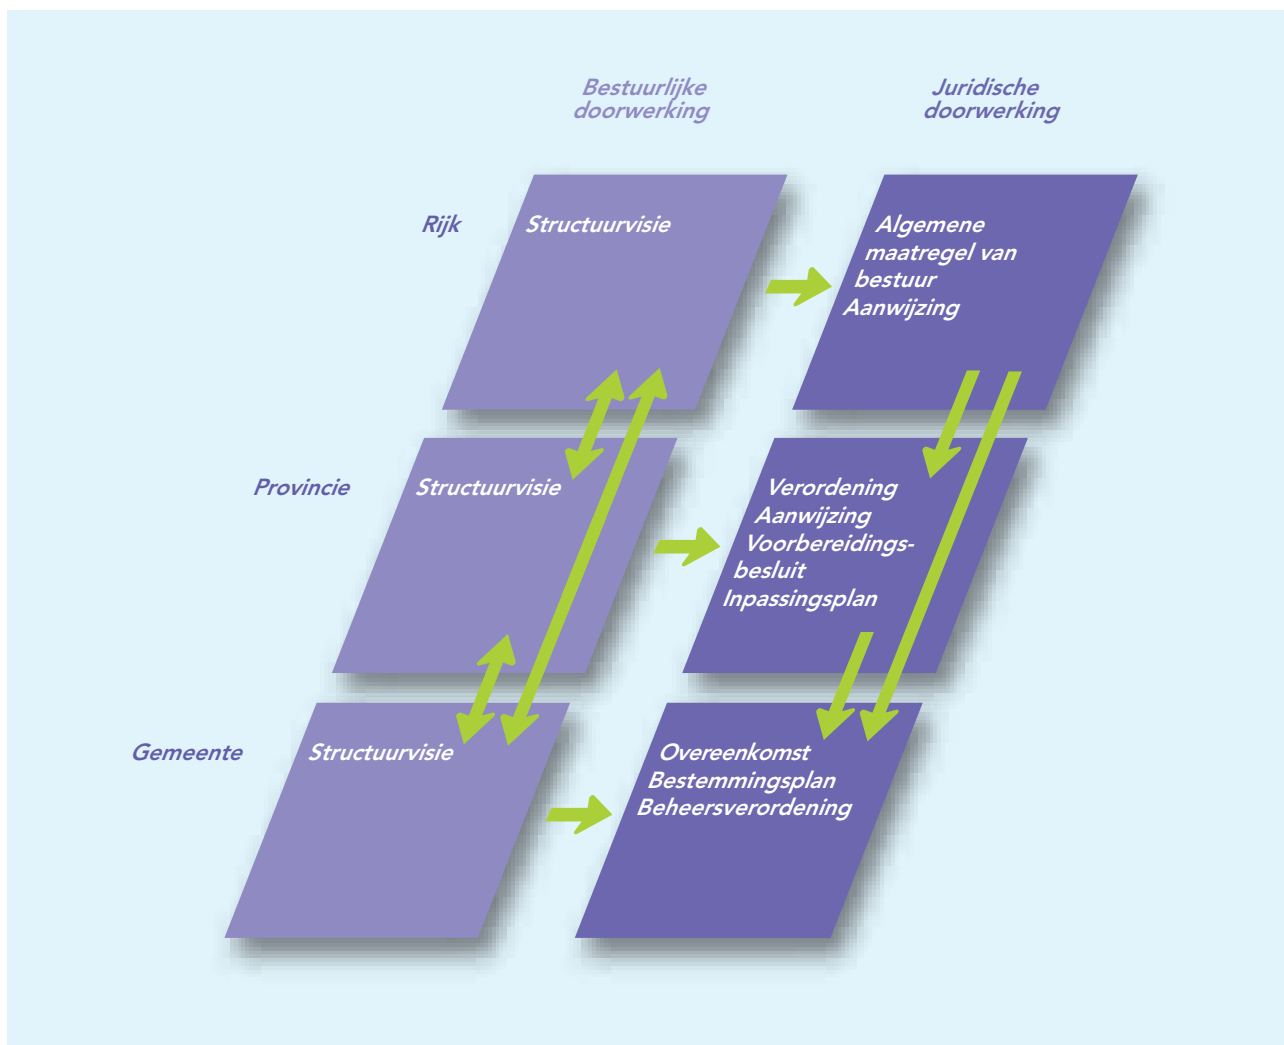 Bestuurlijke
doorwerking
Juridische
doorwerking
Rijk
Structuurvisie
Algemene
maatregel van
bestuur
Aanwijzing
Provincie
Structuurvisie
Verordening
Aanwijzing
Voorbereidings-
besluit
Inpassingsplan
Gemeente
Structuurvisie
Overeenkomst
Bestemmingsplan
Beheersverordening